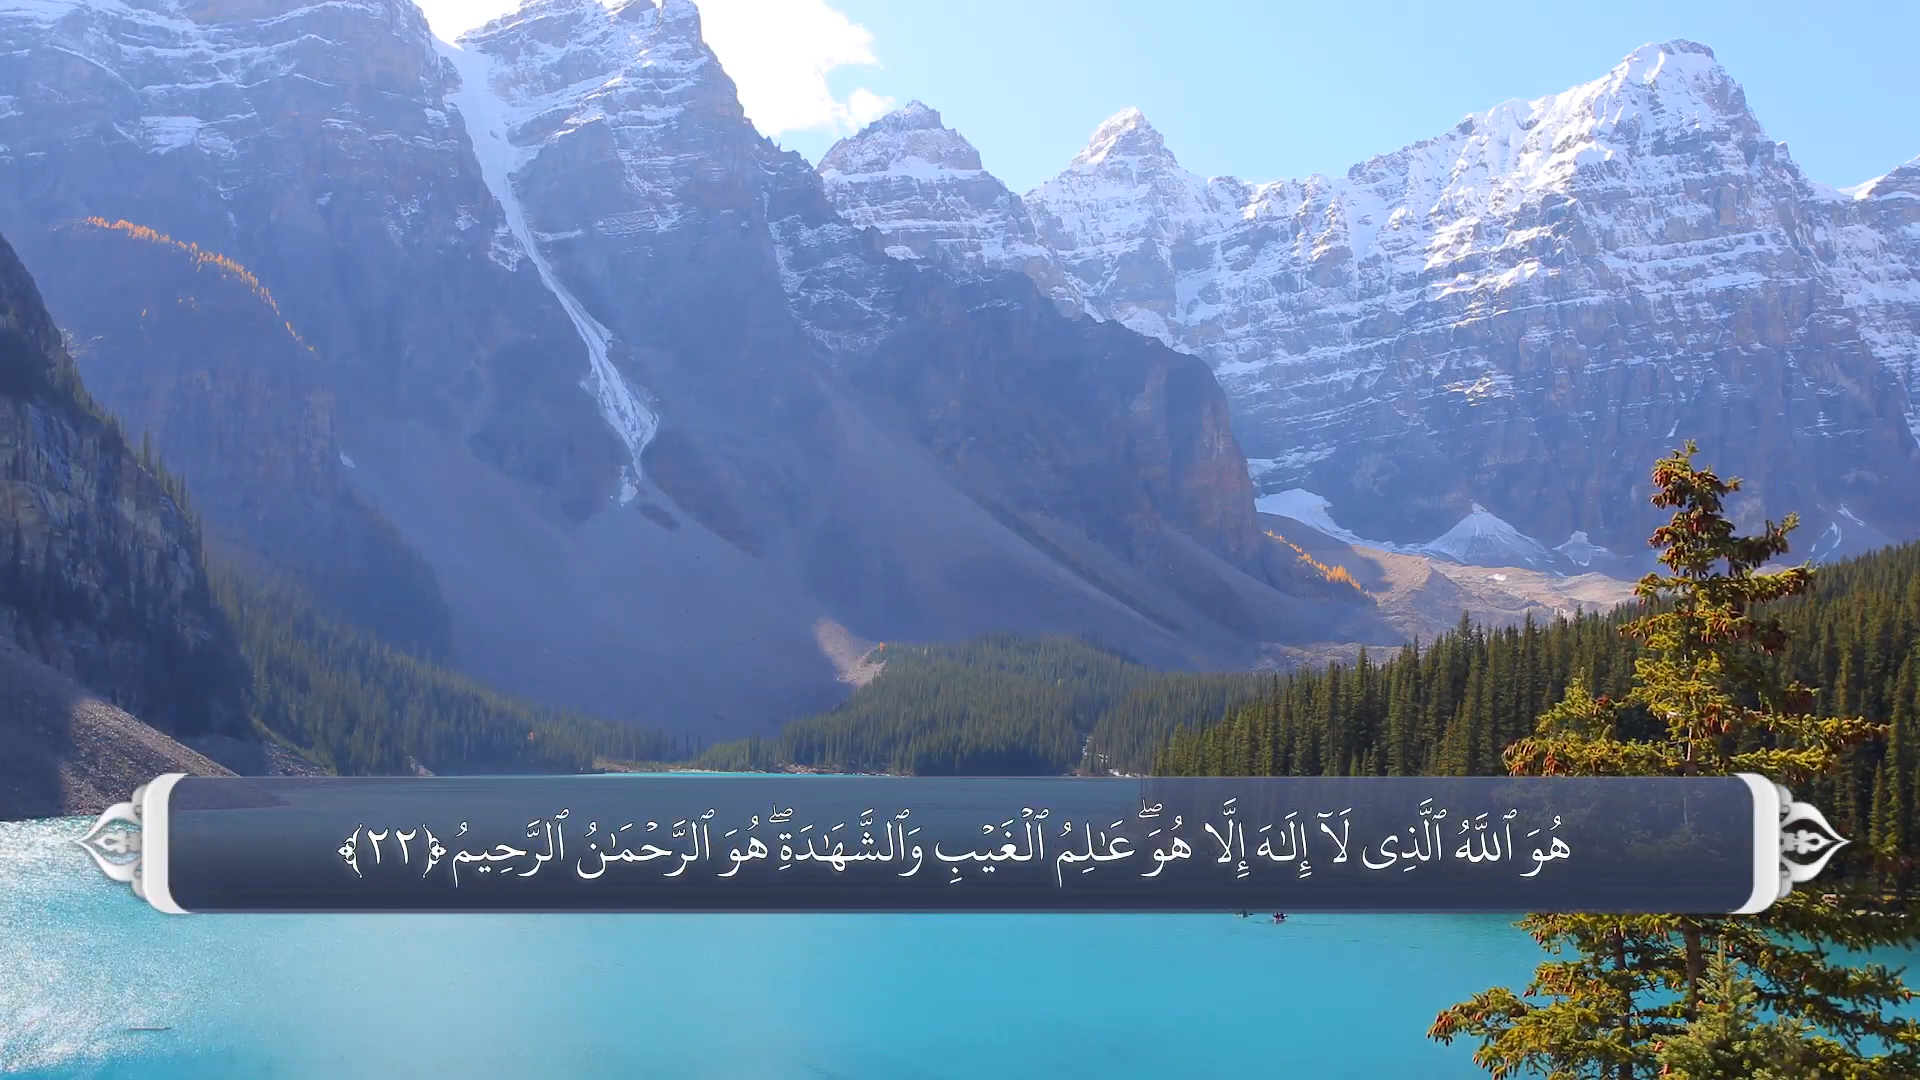 هُوَ ٱللَّهُ ٱلَّذِى لَآ إِلَـٰهَ إِلَّا هُوَ ۖ عَـٰلِمُ ٱلْغَيْبِ وَٱلشَّهَـٰدَةِ ۖ هُوَ ٱلرَّحْمَـٰنُ ٱلرَّحِيمُ ﴿٢٢﴾